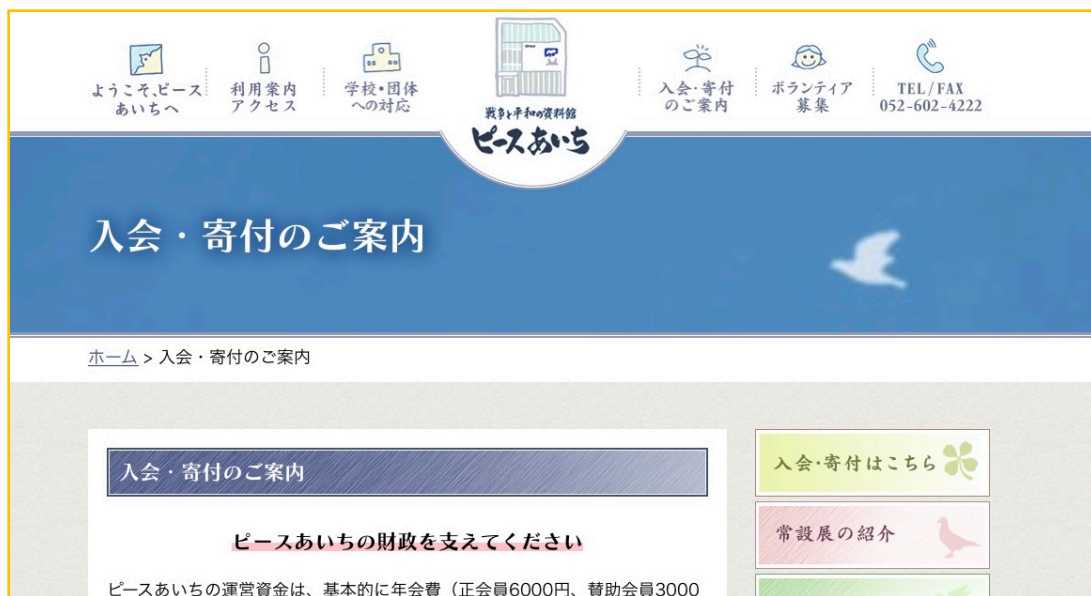 ようこそ、ピース
あいちへ
利用案内
アクセス
学校・団体
への対応
戦争と平和の資料館
ピースあいち
入会・寄付
のご案内
ボランティア
募集
TEL/FAX
052-602-4222
入会・寄付のご案内
ホーム > 入会・寄付のご案内
入会・寄付のご案内
ピースあいちの財政を支えてください
ピースあいちの運営資金は、基本的に年会費（正会員6000円、賛助会員3000
入会・寄付はこちら
常設展の紹介